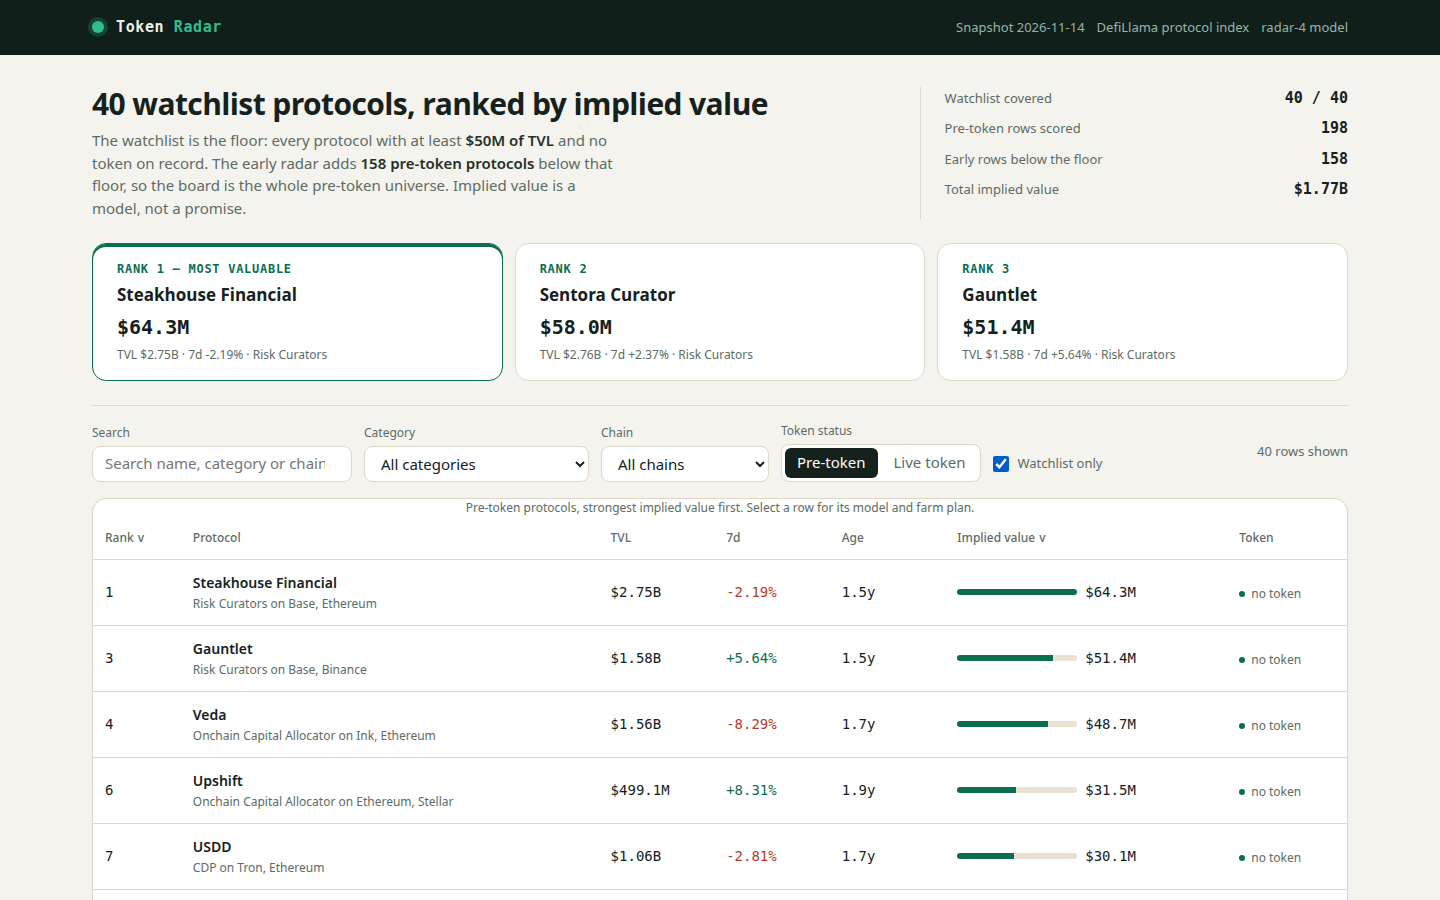 Token Radar
Snapshot 2026-11-14 DefiLlama protocol index radar-4 model
40 watchlist protocols, ranked by implied value
The watchlist is the floor: every protocol with at least $50M of TVL and no
token on record. The early radar adds 158 pre-token protocols below that
floor, so the board is the whole pre-token universe. Implied value is a
model, not a promise.
Watchlist covered 40 / 40
Pre-token rows scored 198
Early rows below the floor 158
Total implied value $1.77B
RANK 1 — MOST VALUABLE
Steakhouse Financial
$64.3M
TVL $2.75B · 7d -2.19% · Risk Curators
RANK 2
Sentora Curator
$58.0M
TVL $2.76B · 7d +2.37% · Risk Curators
RANK 3
Gauntlet
$51.4M
TVL $1.58B · 7d +5.64% · Risk Curators
Search
Search name, category or chain
Category
All categories
Chain
All chains
Token status
Pre-token Live token
Watchlist only
40 rows shown
Pre-token protocols, strongest implied value first. Select a row for its model and farm plan.
Rank v Protocol TVL 7d Age Implied value v Token
1 Steakhouse Financial $2.75B -2.19% 1.5y $64.3M no token
Risk Curators on Base, Ethereum
3 Gauntlet $1.58B +5.64% 1.5y $51.4M no token
Risk Curators on Base, Binance
4 Veda $1.56B -8.29% 1.7y $48.7M no token
Onchain Capital Allocator on Ink, Ethereum
6 Upshift $499.1M +8.31% 1.9y $31.5M no token
Onchain Capital Allocator on Ethereum, Stellar
7 USDD $1.06B -2.81% 1.7y $30.1M no token
CDP on Tron, Ethereum